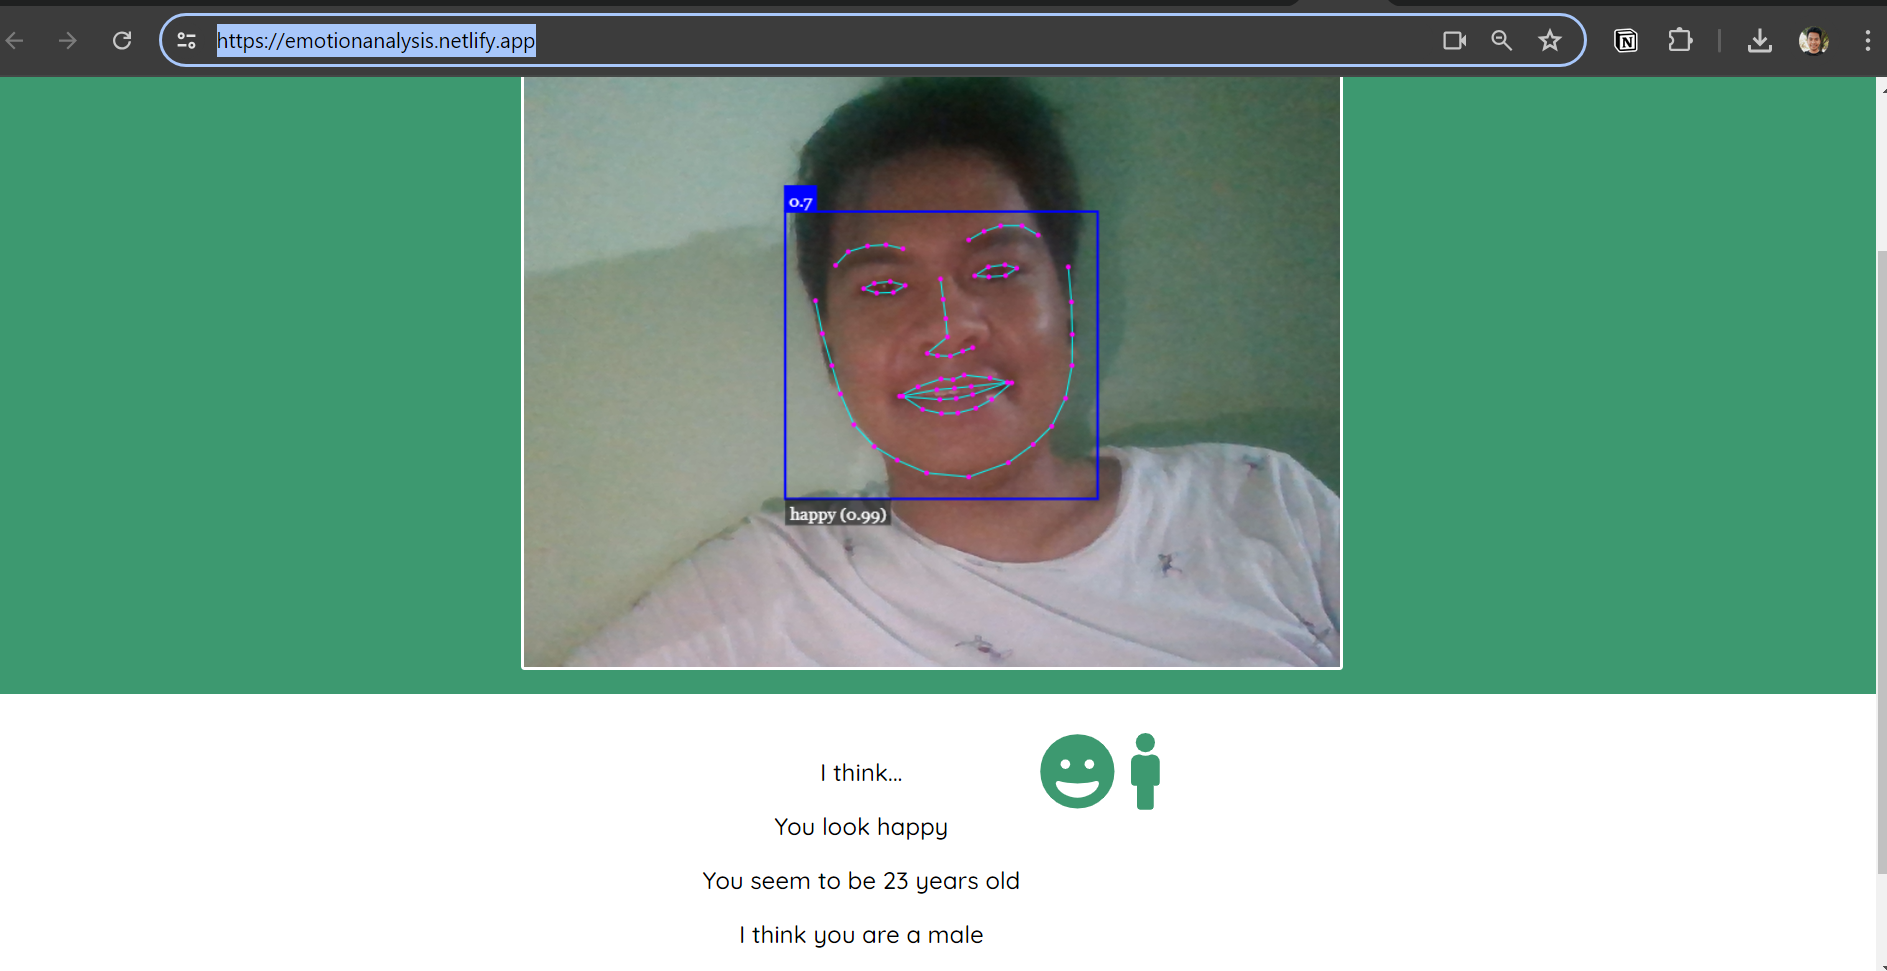 https://emotionanalysis.netlify.app
0.7
happy (0.99)
I think...
You look happy
You seem to be 23 years old
I think you are a male